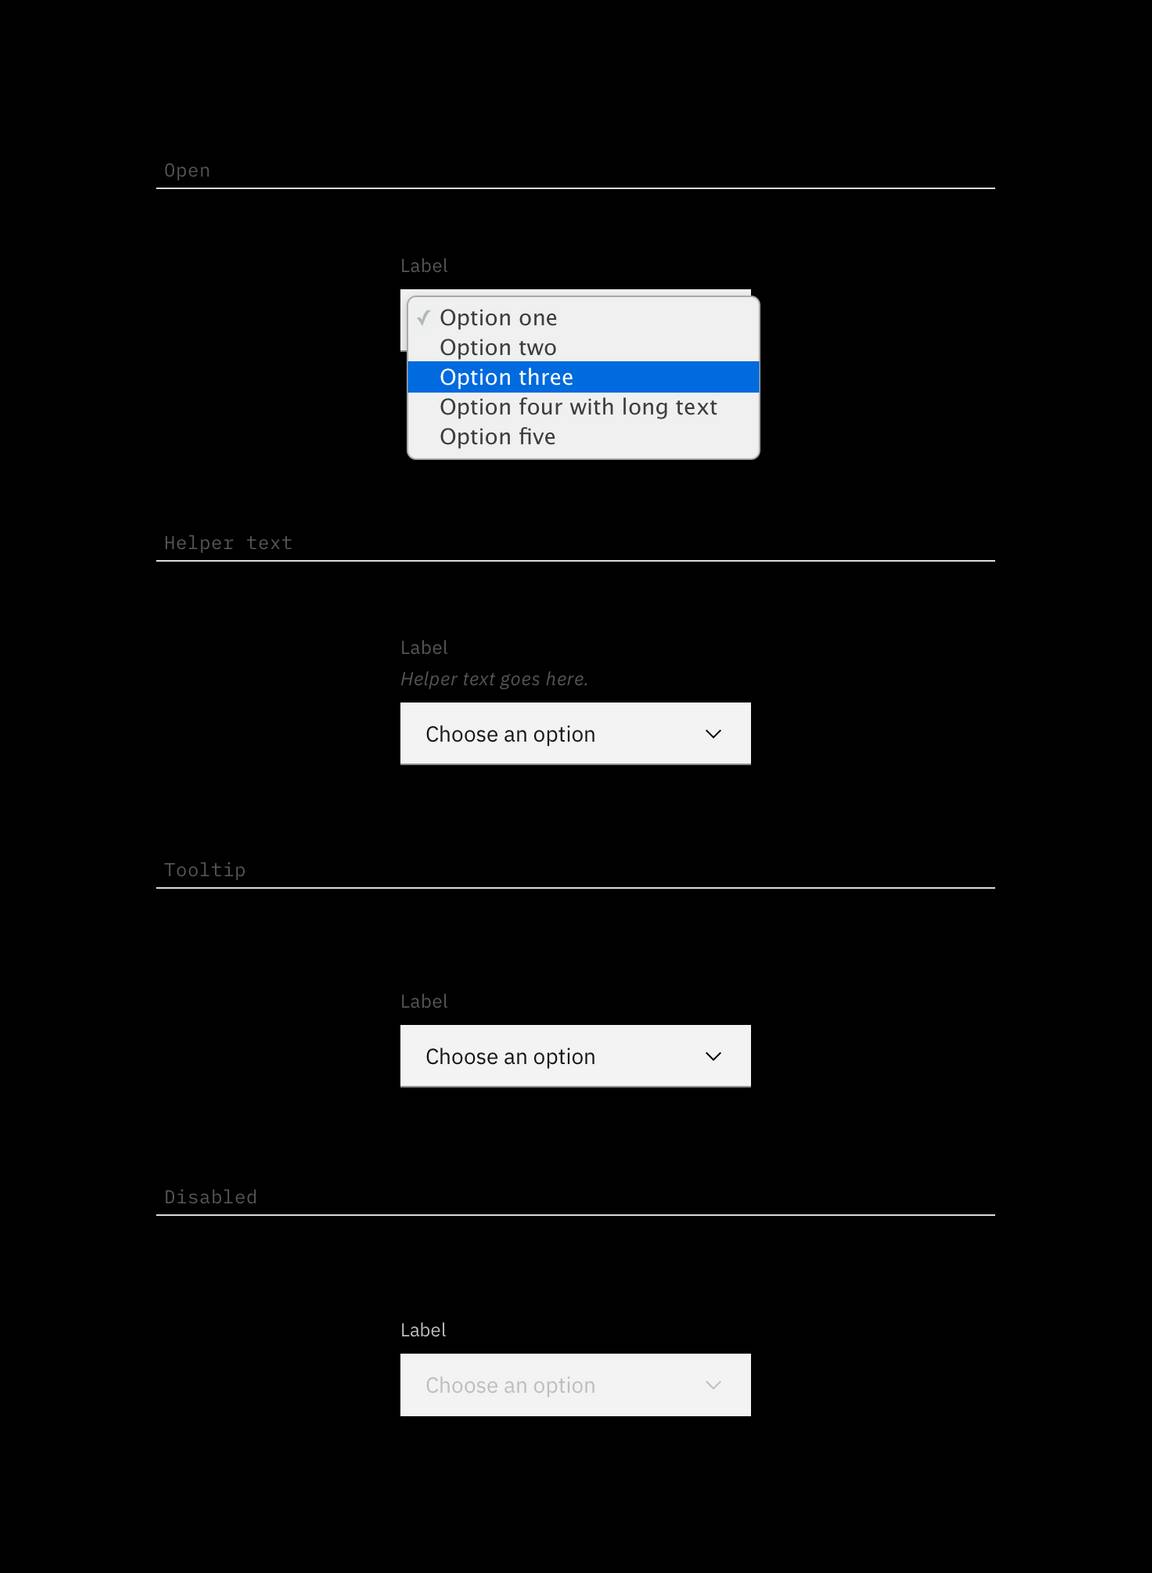 Open
Label
✓ Option one
Option two
Option three
Option four with long text
Option five
Helper text
Label
Helper text goes here.
Choose an option
Tooltip
Label
Choose an option
Disabled
Label
Choose an option